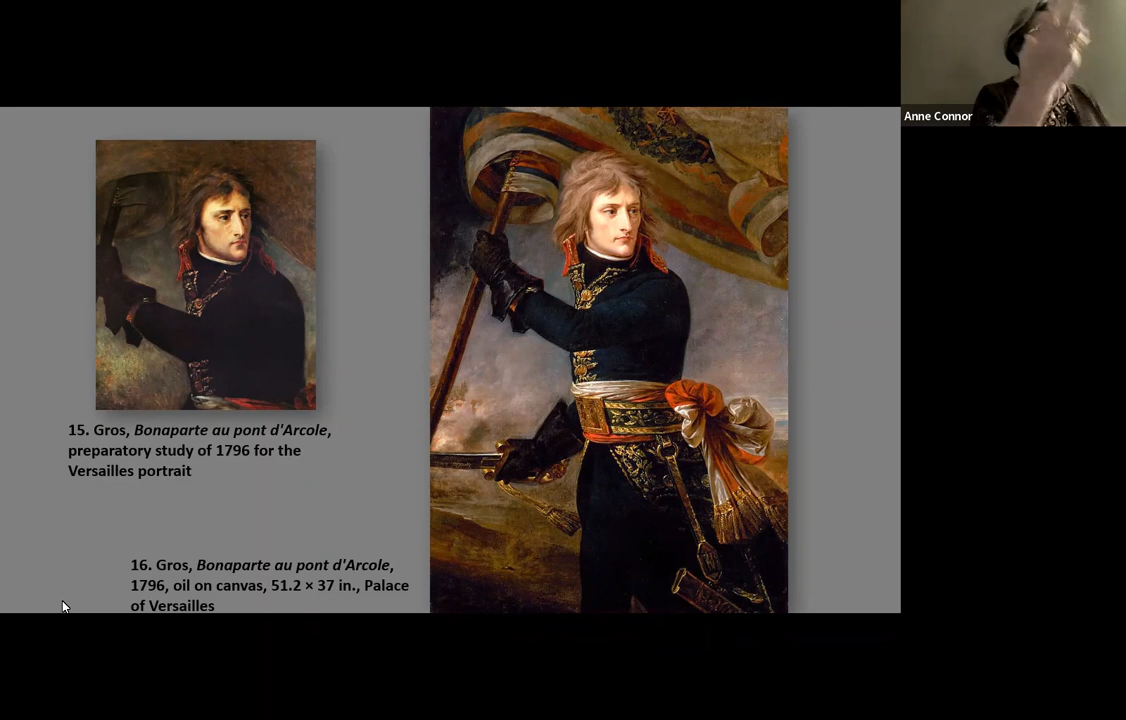 Anne Connor
15. Gros, Bonaparte au pont d'Arcole,
preparatory study of 1796 for the
Versailles portrait
16. Gros, Bonaparte au pont d'Arcole,
1796, oil on canvas, 51.2 × 37 in., Palace
of Versailles